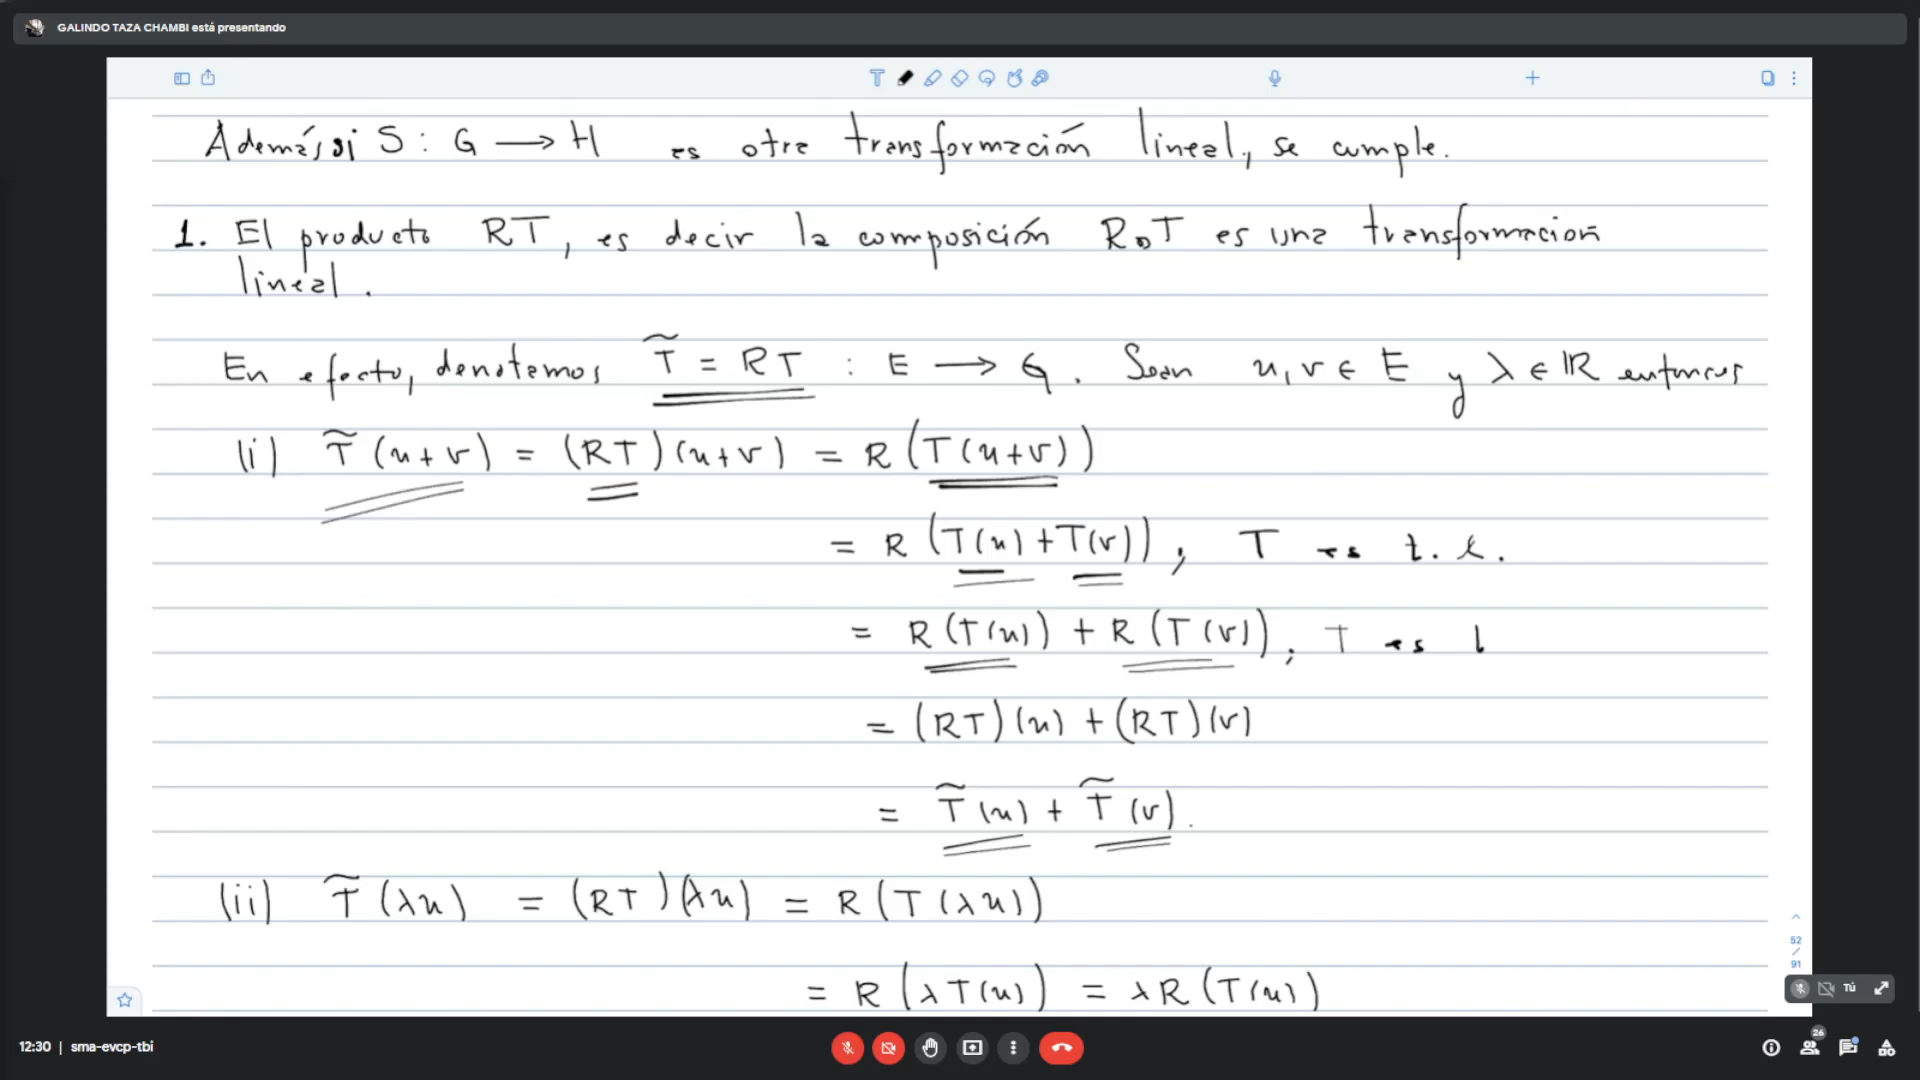 GALINDO TAZA CHAMBI está presentando
Además, si S : G → H es otra transformación lineal, se cumple.
1. El producto RT, es decir la composición R∘T es una transformación
lineal.
En efecto, denotamos T̃ = RT : E → G. Sean u, v ∈ E y λ ∈ ℝ entonces
(i) T̃(u+v) = (RT)(u+v) = R(T(u+v))
= R(T(u)+T(v)), T es t.l.
= R(T(u)) + R(T(v)), T es l
= (RT)(u) + (RT)(v)
= T̃(u) + T̃(v).
(ii) T̃(λu) = (RT)(λu) = R(T(λu))
= R(λT(u)) = λR(T(u))
52
/
91
Tú
12:30 | sma-evcp-tbi
26